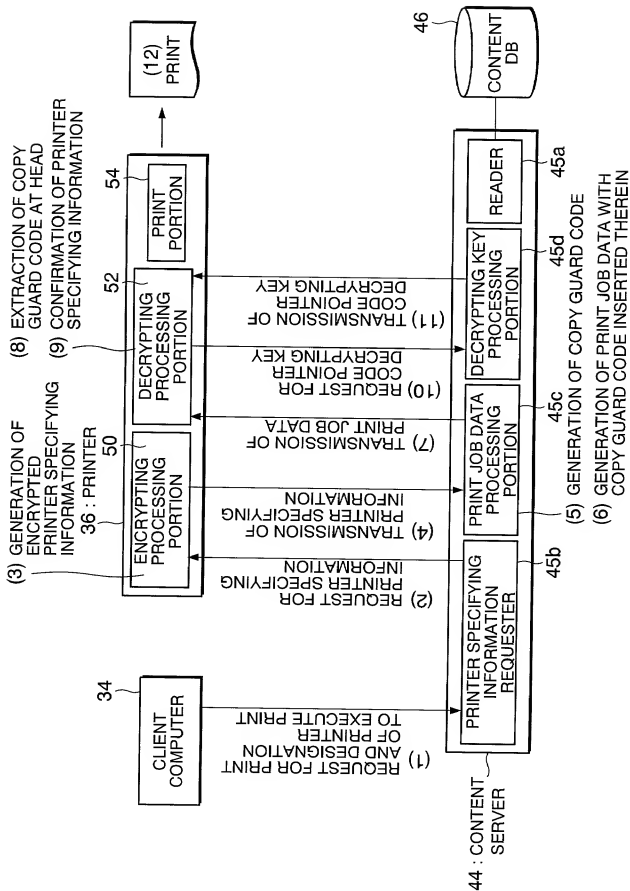 (8) EXTRACTION OF COPY
GUARD CODE AT HEAD
(9) CONFIRMATION OF PRINTER
SPECIFYING INFORMATION
(3) GENERATION OF
ENCRYPTED
PRINTER SPECIFYING
INFORMATION
36 : PRINTER
50
52
54
ENCRYPTING
PROCESSING
PORTION
DECRYPTING
PROCESSING
PORTION
PRINT
PORTION
(12)
PRINT
34
CLIENT
COMPUTER
(1) REQUEST FOR PRINT
AND DESIGNATION
OF PRINTER
TO EXECUTE PRINT
(2) REQUEST FOR
PRINTER SPECIFYING
INFORMATION
(4) TRANSMISSION OF
PRINTER SPECIFYING
INFORMATION
(7) TRANSMISSION OF
PRINT JOB DATA
(10) REQUEST FOR
CODE POINTER
DECRYPTING KEY
(11) TRANSMISSION OF
CODE POINTER
DECRYPTING KEY
46
CONTENT
DB
PRINTER SPECIFYING
INFORMATION
REQUESTER
PRINT JOB DATA
PROCESSING
PORTION
DECRYPTING KEY
PROCESSING
PORTION
READER
44 : CONTENT
SERVER
45b
45c
45d
45a
(5) GENERATION OF COPY GUARD CODE
(6) GENERATION OF PRINT JOB DATA WITH
COPY GUARD CODE INSERTED THEREIN